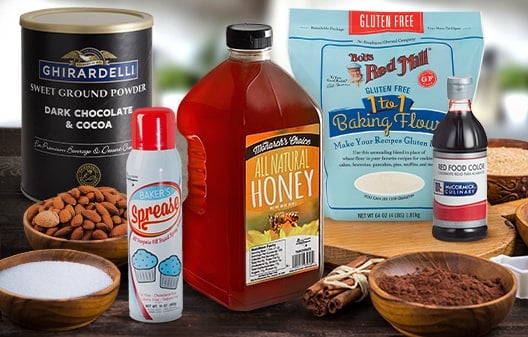 GHIRARDELLI
SWEET GROUND POWDER
DARK CHOCOLATE
& COCOA
BAKER'S
Sprease
Monarch's Choice
ALL NATURAL
HONEY
GLUTEN FREE
Bob's
Red Mill
GLUTEN FREE
1 to 1
Baking Flour
Make Your Recipes Gluten
NET WT 64 OZ (4 LBS) 1.81kg
RED FOOD COLOR
McCORMICK
CULINARY